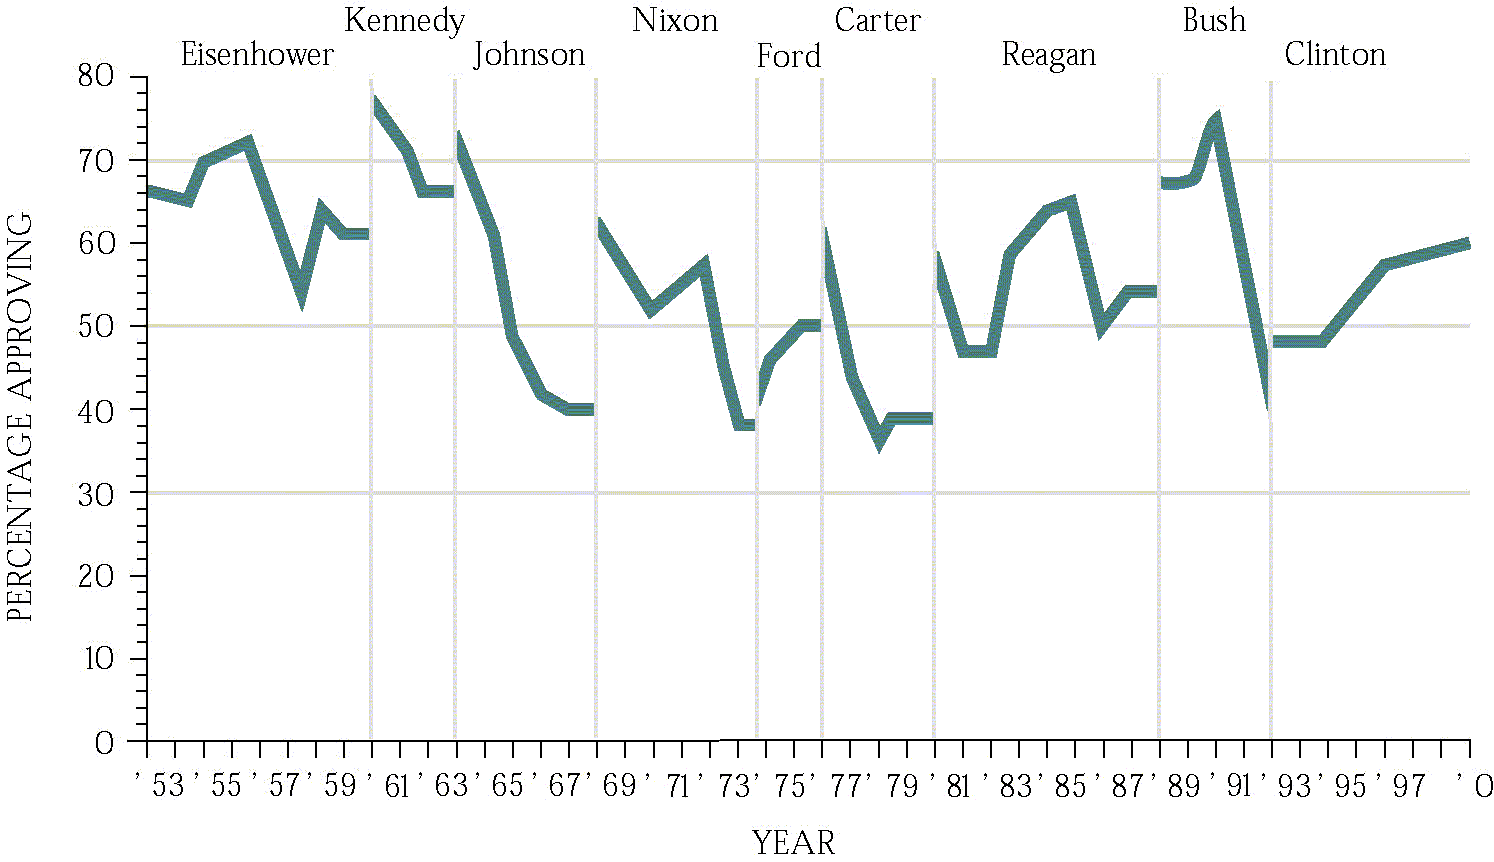 Kennedy Nixon Carter Bush
Eisenhower Johnson Ford Reagan Clinton
80
70
60
50
40
30
20
10
0
PERCENTAGE APPROVING
' 53 ' 55 ' 57 ' 59 ' 61 ' 63 ' 65 ' 67 ' 69 ' 71 ' 73 ' 75 ' 77 ' 79 ' 81 ' 83 ' 85 ' 87 ' 89 ' 91 ' 93 ' 95 ' 97 ' 0
YEAR